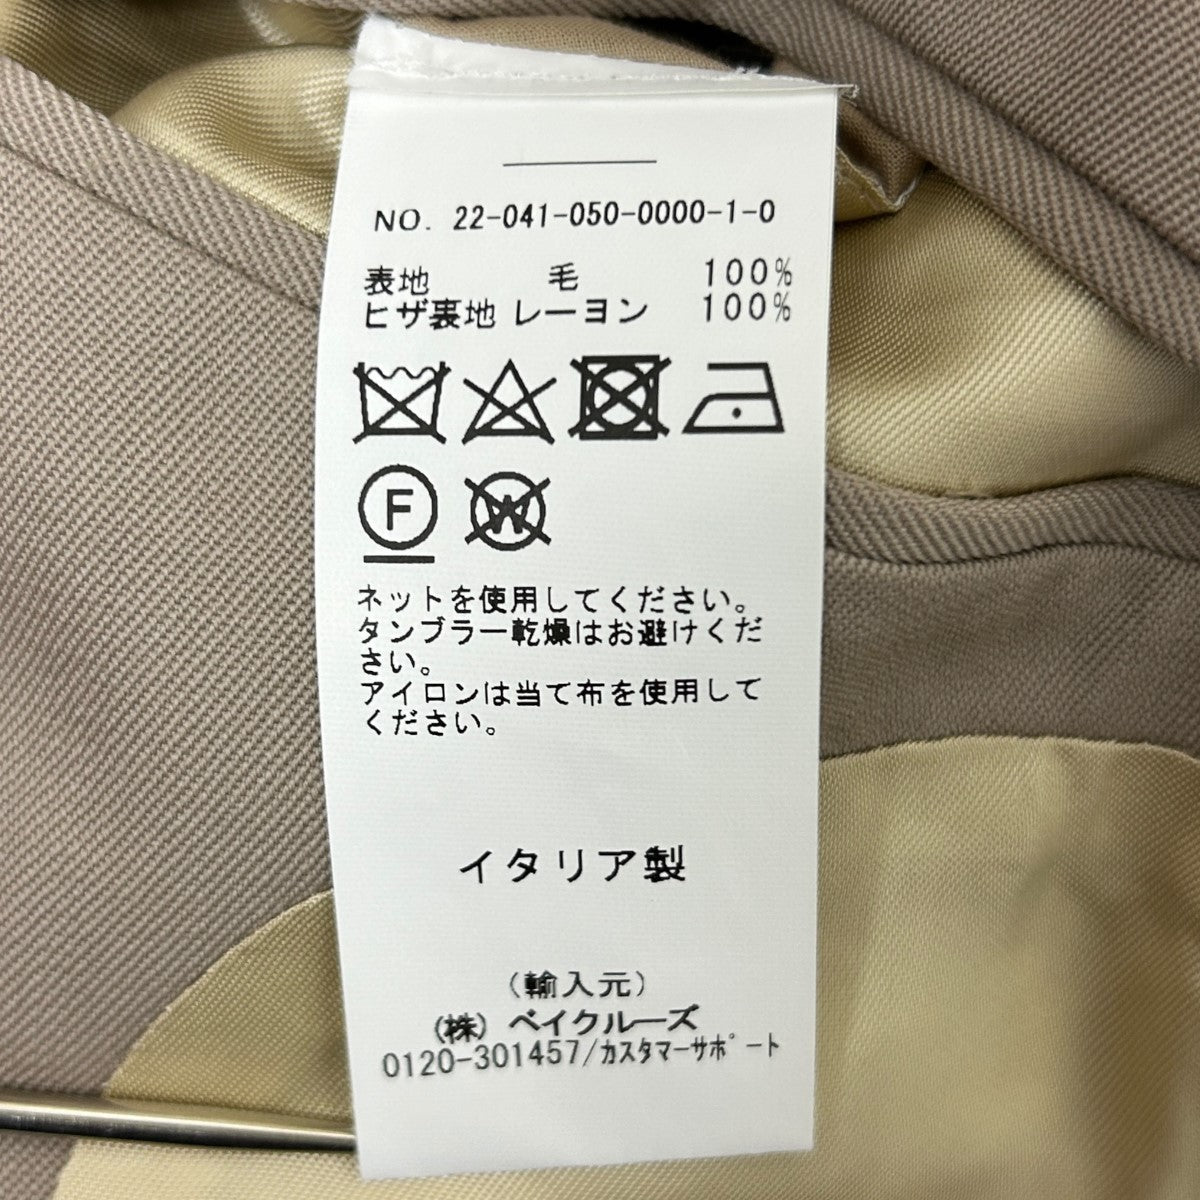 NO. 22-041-050-0000-1-0
表地 毛 100%
ヒザ裏地 レーヨン 100%
F W
ネットを使用してください。
タンブラー乾燥はお避けくだ
さい。
アイロンは当て布を使用して
ください。
イタリア製
(輸入元)
(株) ベイクルーズ
0120-301457/カスタマーサポート